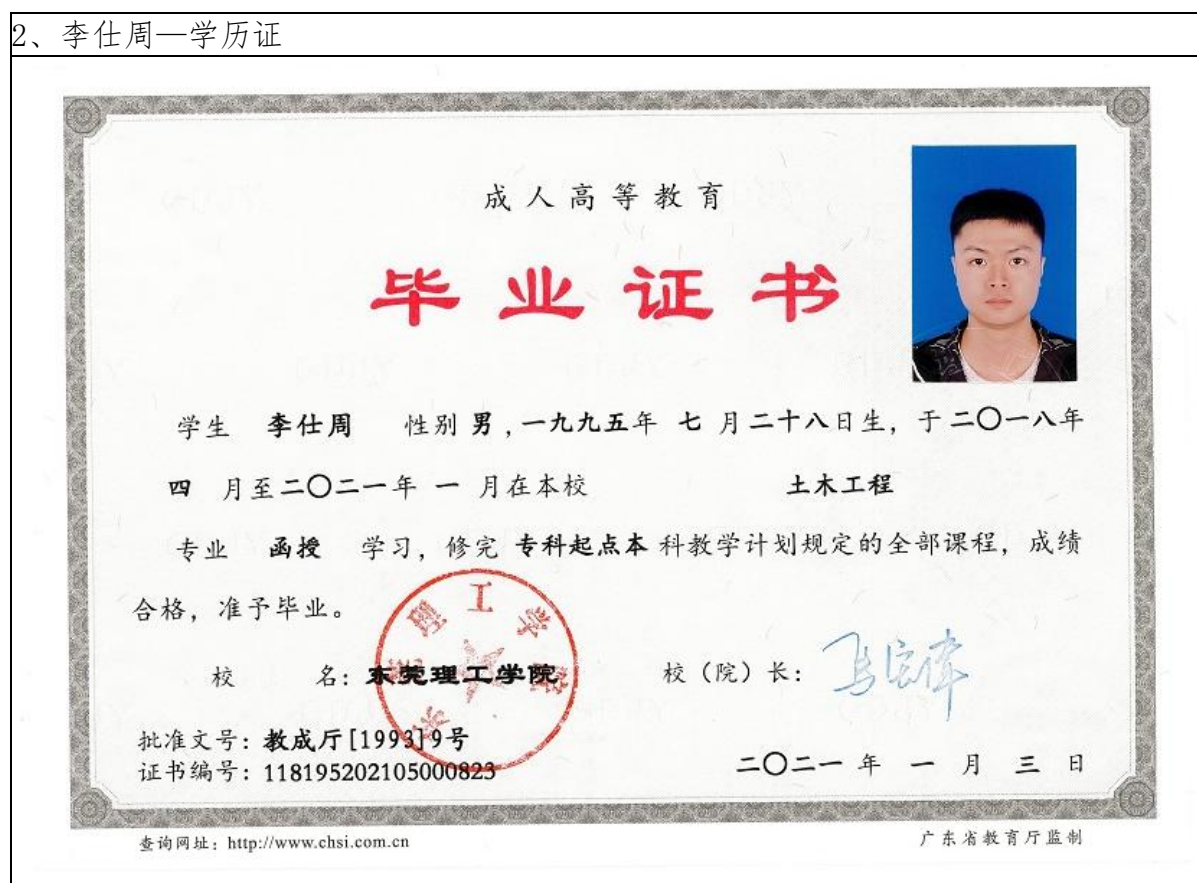 2、李仕周—学历证
成人高等教育
毕业证书
学生 李仕周 性别 男 , 一九九五年 七 月 二十八日生, 于 二〇一八年
四 月至 二〇二一年 一 月在本校 土木工程
专业 函授 学习, 修完 专科起点本 科教学计划规定的全部课程, 成绩
合格, 准予毕业。
校 名: 东莞理工学院 校(院)长:
东莞理工学院
批准文号: 教成厅[1993]9号
证书编号: 118195202105000823 二〇二一 年 一 月 三 日
查询网址: http://www.chsi.com.cn 广东省教育厅监制